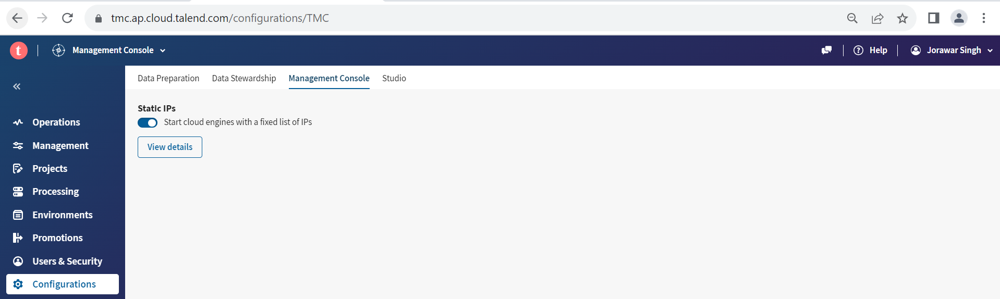 tmc.ap.cloud.talend.com/configurations/TMC
t Management Console Help Jorawar Singh
Data Preparation Data Stewardship Management Console Studio
Static IPs
Start cloud engines with a fixed list of IPs
View details
Operations
Management
Projects
Processing
Environments
Promotions
Users & Security
Configurations